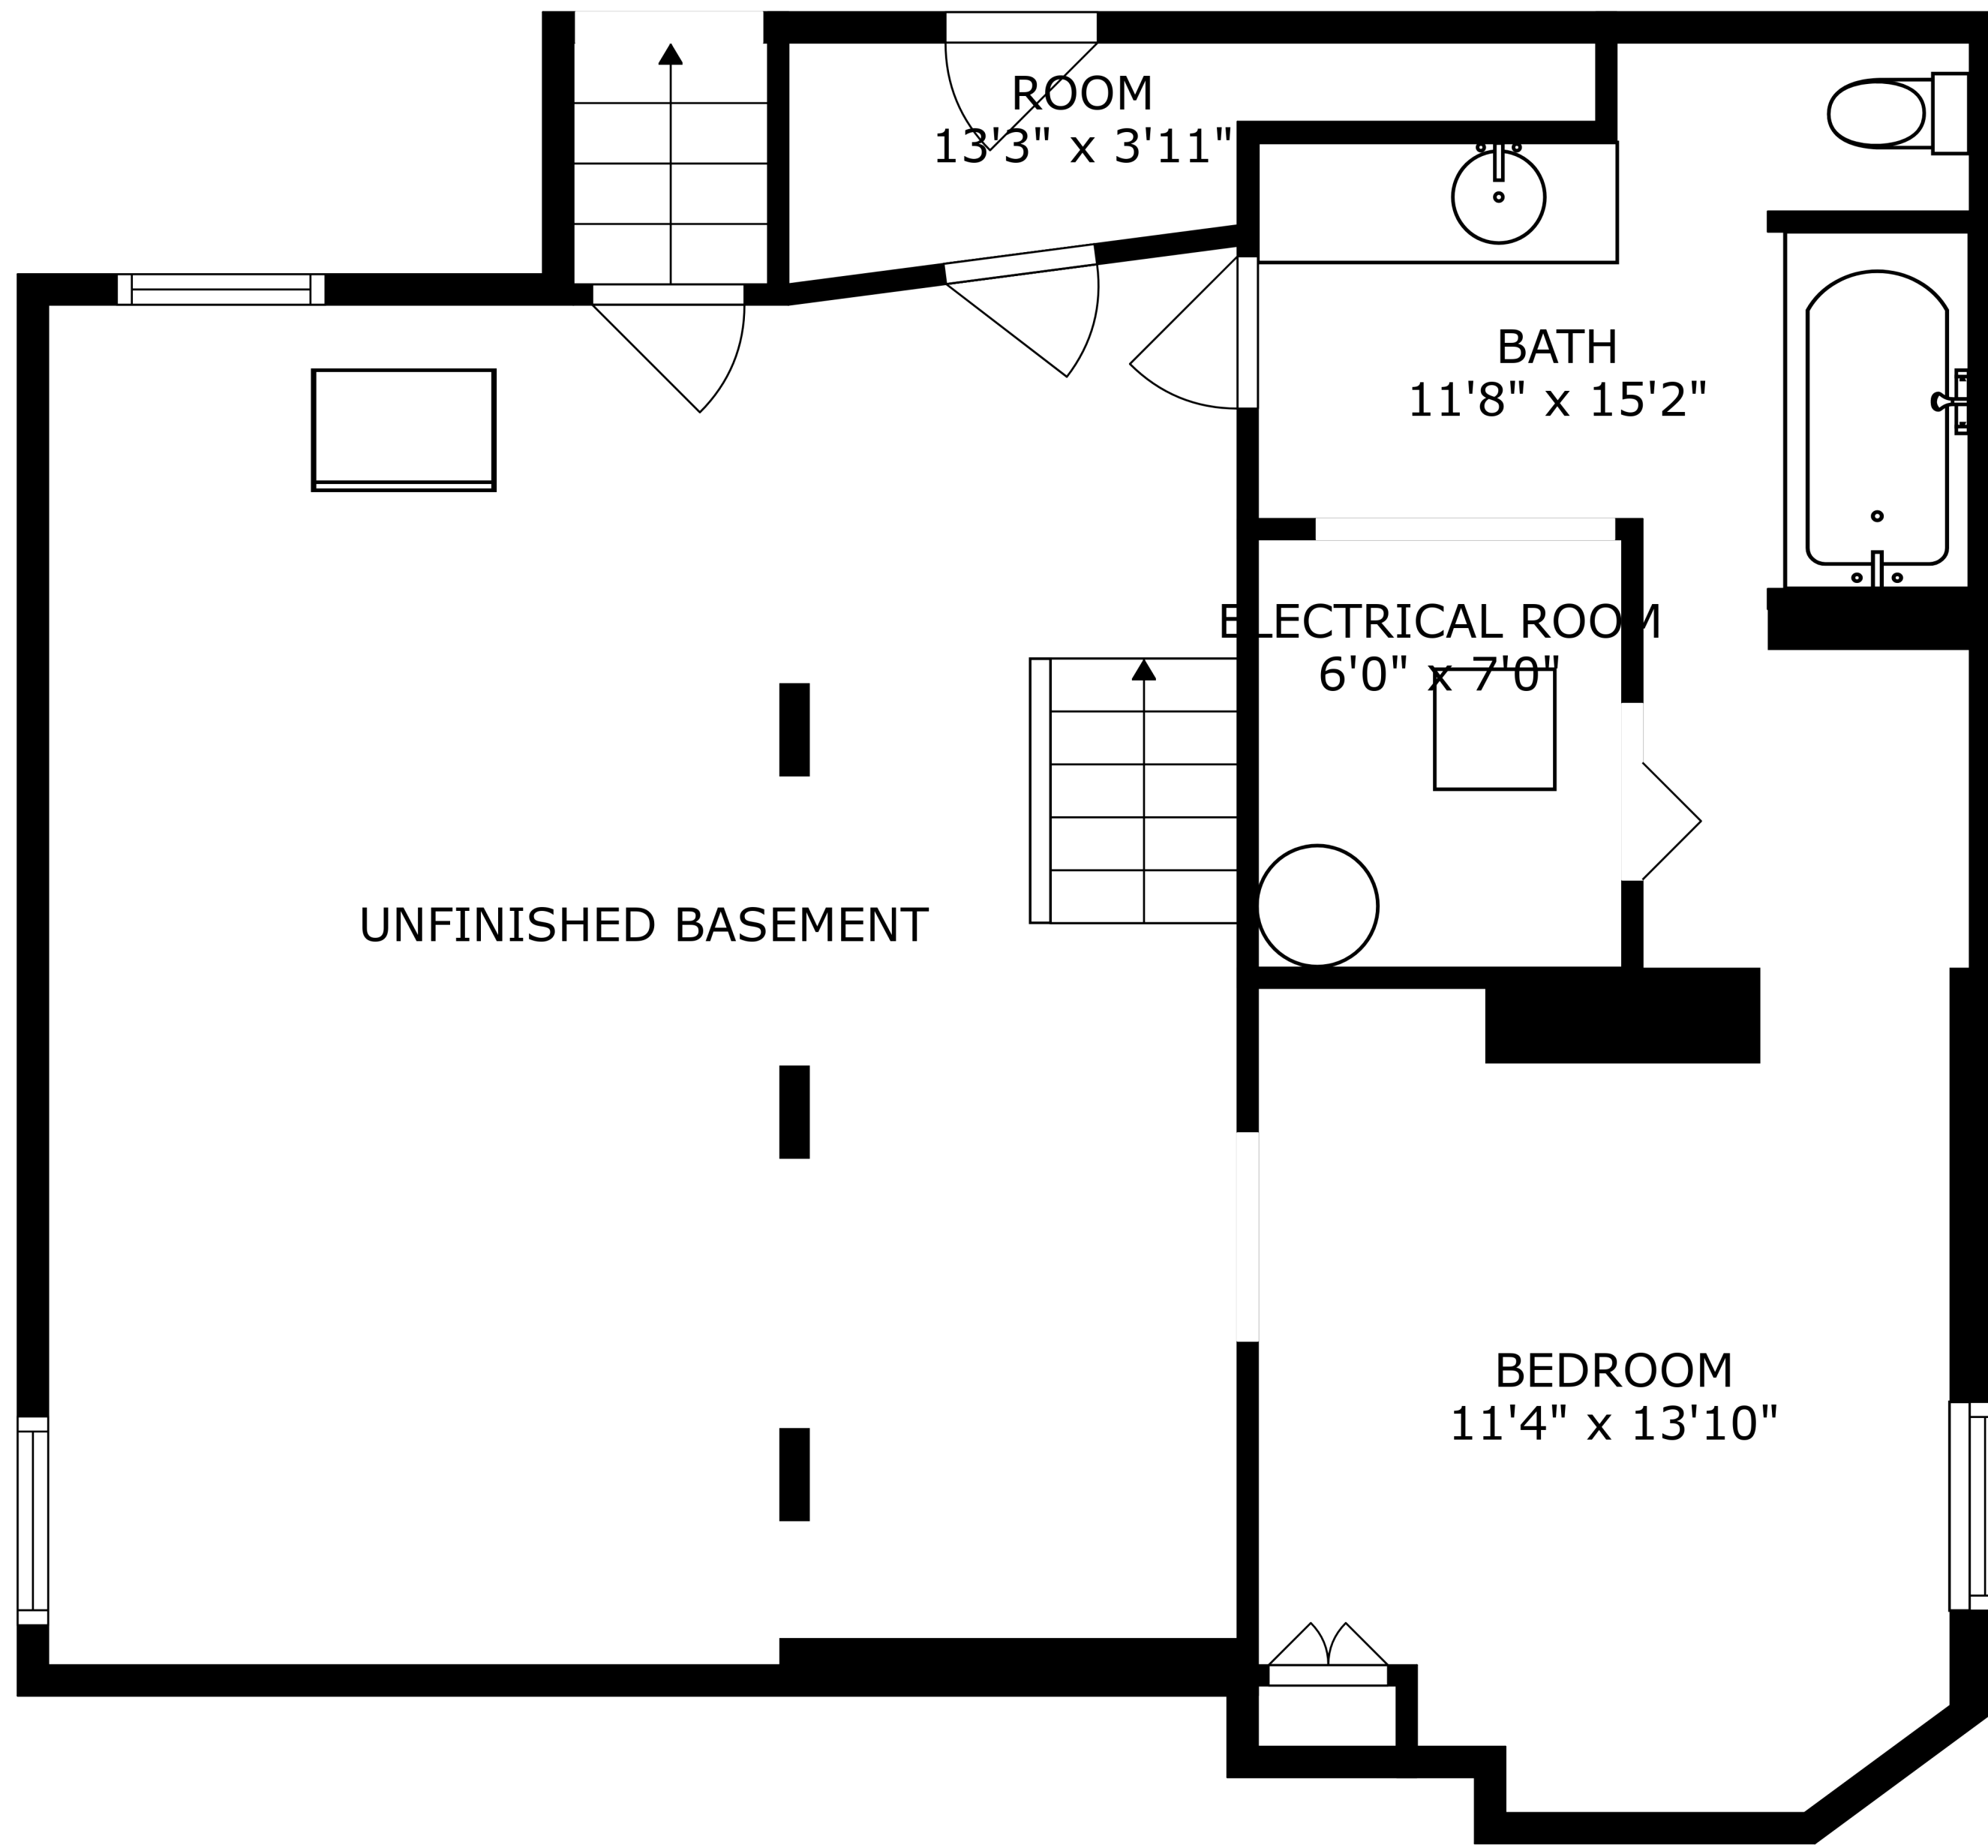 ROOM
13'3" x 3'11"
BATH
11'8" x 15'2"
ELECTRICAL ROOM
6'0" x 7'0"
UNFINISHED BASEMENT
BEDROOM
11'4" x 13'10"